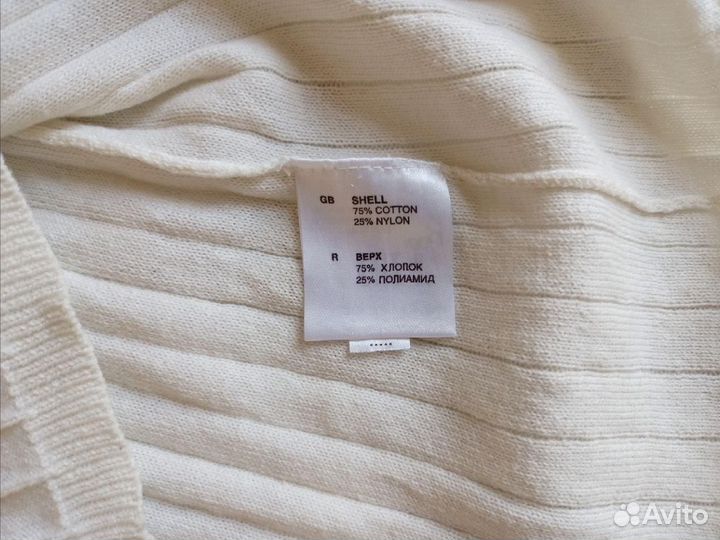 GB SHELL
75% COTTON
25% NYLON
R ВЕРХ
75% ХЛОПОК
25% ПОЛИАМИД
Avito